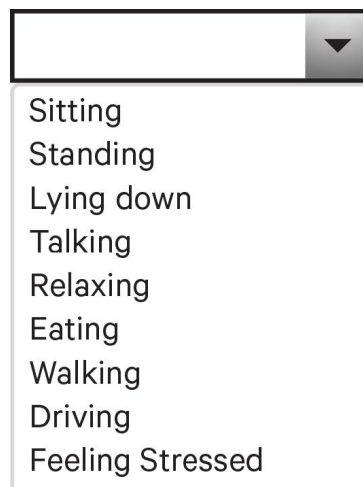 Sitting
Standing
Lying down
Talking
Relaxing
Eating
Walking
Driving
Feeling Stressed